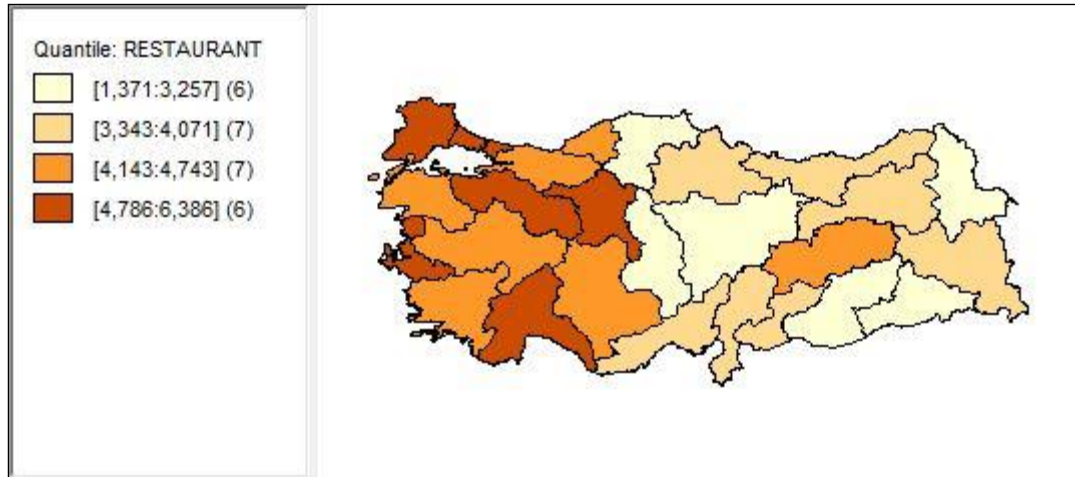 Quantile: RESTAURANT
[1,371:3,257] (6)
[3,343:4,071] (7)
[4,143:4,743] (7)
[4,786:6,386] (6)